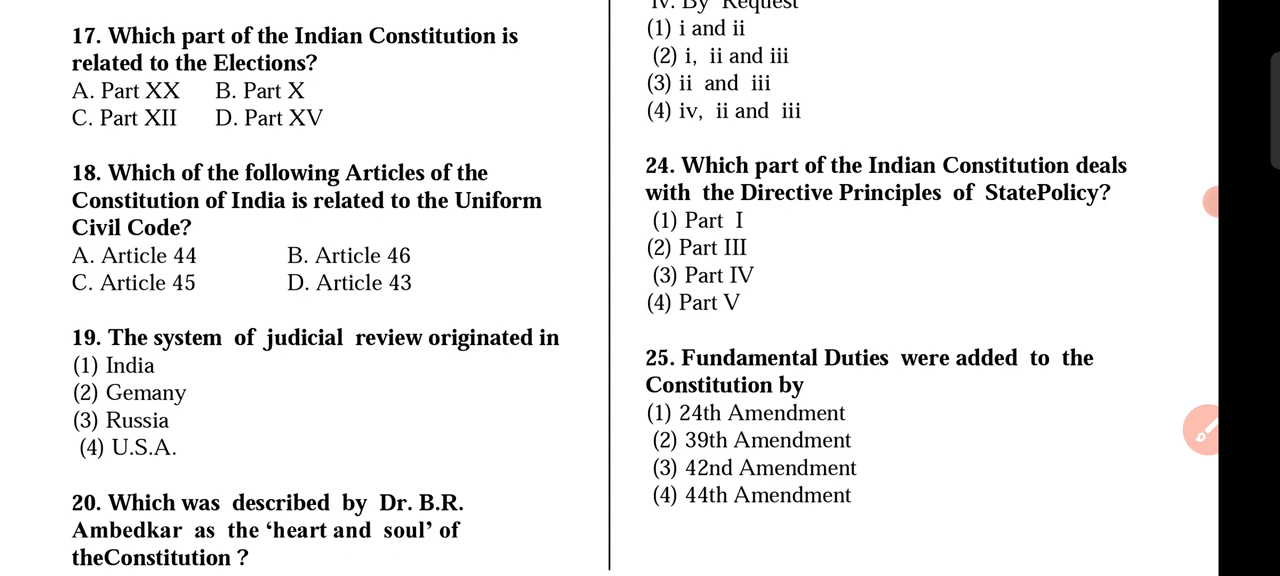 17. Which part of the Indian Constitution is
related to the Elections?
A. Part XX B. Part X
C. Part XII D. Part XV
18. Which of the following Articles of the
Constitution of India is related to the Uniform
Civil Code?
A. Article 44 B. Article 46
C. Article 45 D. Article 43
19. The system of judicial review originated in
(1) India
(2) Gemany
(3) Russia
(4) U.S.A.
20. Which was described by Dr. B.R.
Ambedkar as the ‘heart and soul’ of
theConstitution ?
iv. By Request
(1) i and ii
(2) i, ii and iii
(3) ii and iii
(4) iv, ii and iii
24. Which part of the Indian Constitution deals
with the Directive Principles of StatePolicy?
(1) Part I
(2) Part III
(3) Part IV
(4) Part V
25. Fundamental Duties were added to the
Constitution by
(1) 24th Amendment
(2) 39th Amendment
(3) 42nd Amendment
(4) 44th Amendment